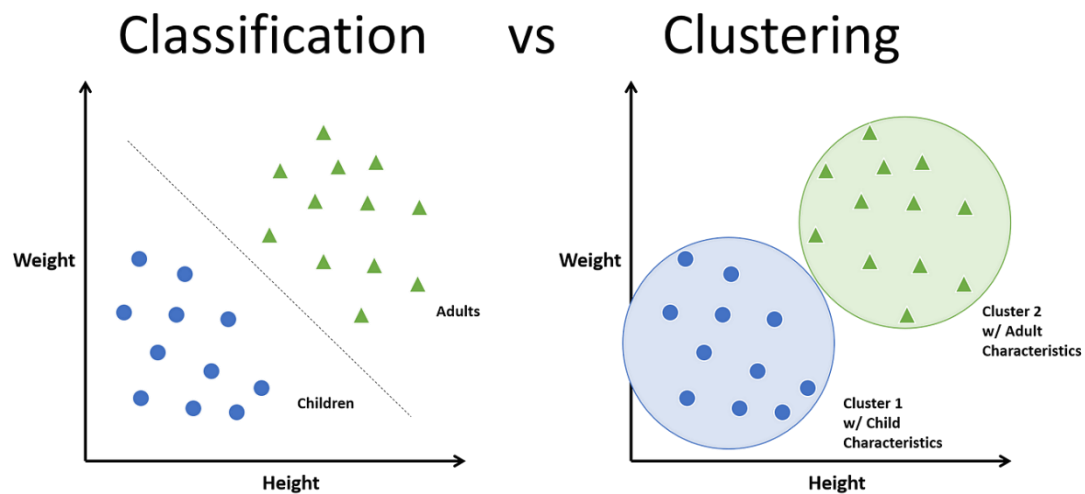 Classification vs Clustering
Weight
Adults
Children
Height
Weight
Cluster 2
w/ Adult
Characteristics
Cluster 1
w/ Child
Characteristics
Height